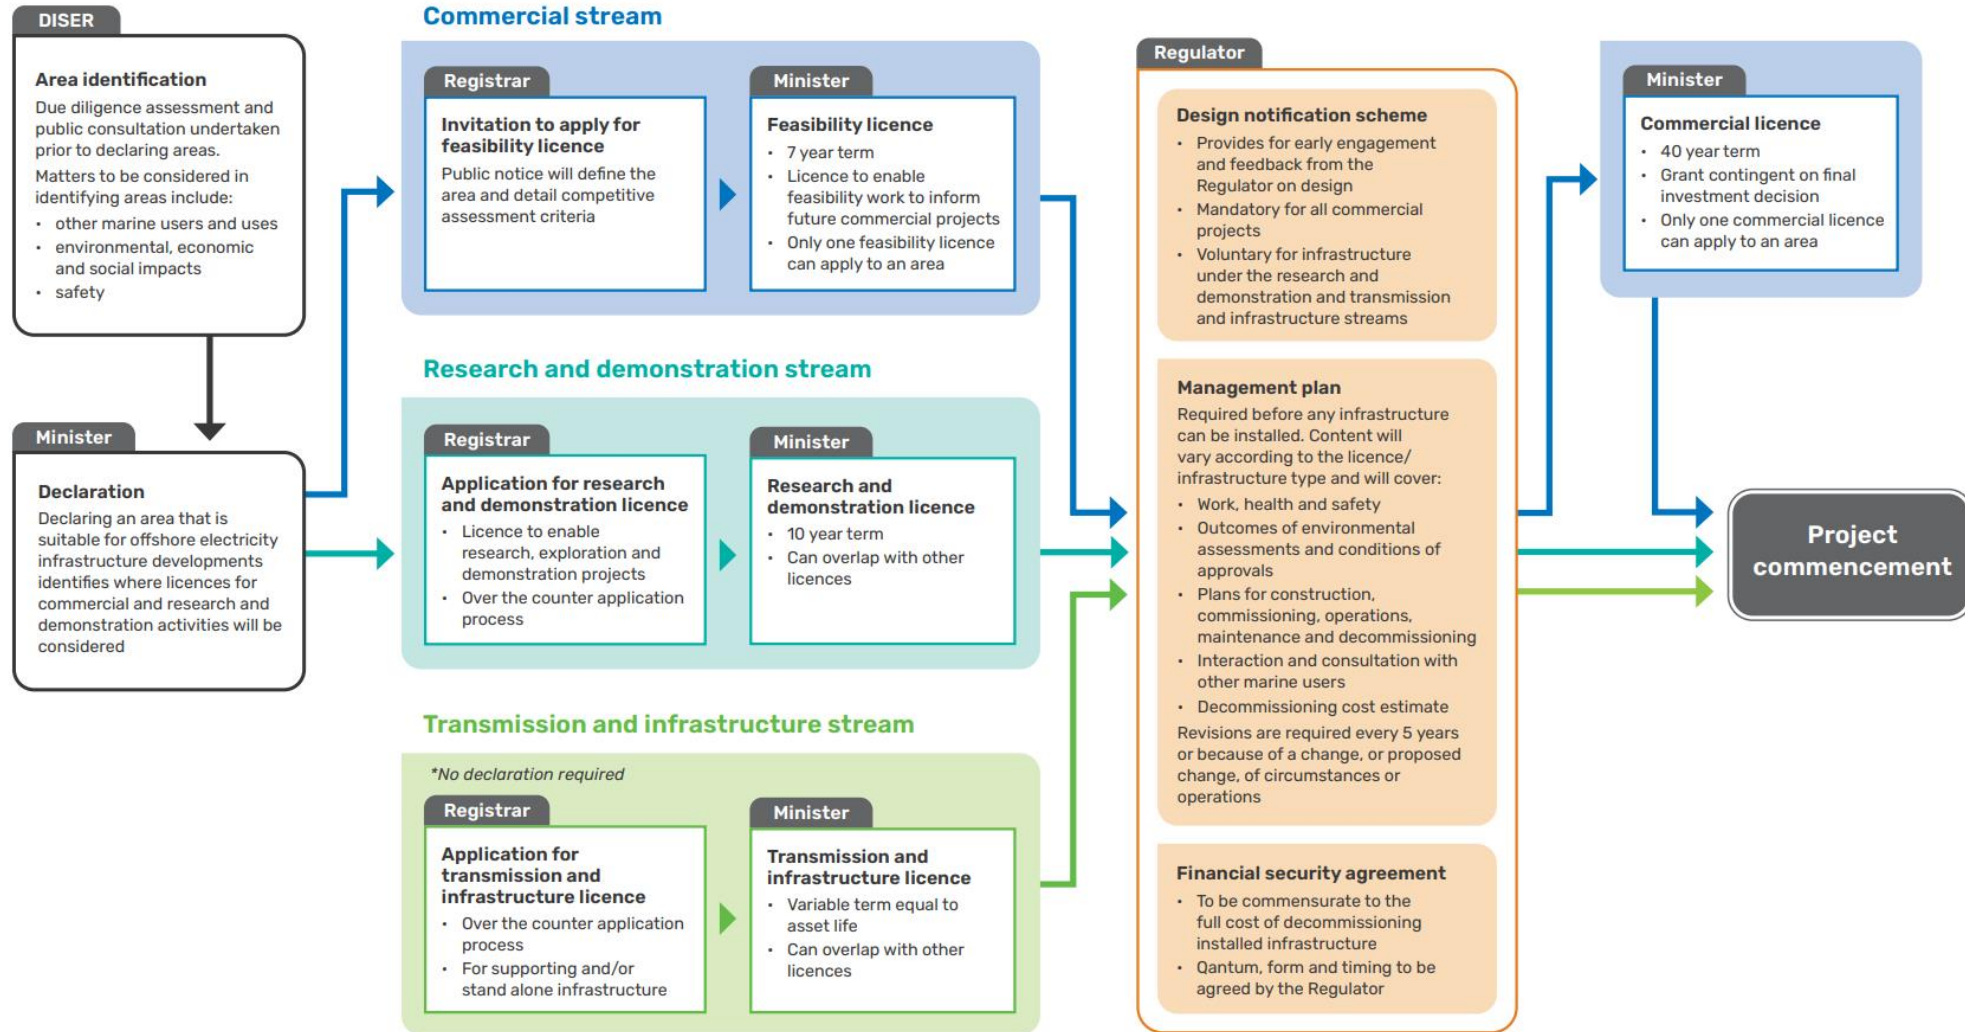 DISER
Area identification
Due diligence assessment and
public consultation undertaken
prior to declaring areas.
Matters to be considered in
identifying areas include:
• other marine users and uses
• environmental, economic
and social impacts
• safety
Minister
Declaration
Declaring an area that is
suitable for offshore electricity
infrastructure developments
identifies where licences for
commercial and research and
demonstration activities will be
considered
Commercial stream
Registrar
Invitation to apply for
feasibility licence
Public notice will define the
area and detail competitive
assessment criteria
Minister
Feasibility licence
• 7 year term
• Licence to enable
feasibility work to inform
future commercial projects
• Only one feasibility licence
can apply to an area
Research and demonstration stream
Registrar
Application for research
and demonstration licence
• Licence to enable
research, exploration and
demonstration projects
• Over the counter application
process
Minister
Research and
demonstration licence
• 10 year term
• Can overlap with other
licences
Transmission and infrastructure stream
*No declaration required
Registrar
Application for
transmission and
infrastructure licence
• Over the counter application
process
• For supporting and/or
stand alone infrastructure
Minister
Transmission and
infrastructure licence
• Variable term equal to
asset life
• Can overlap with other
licences
Regulator
Design notification scheme
• Provides for early engagement
and feedback from the
Regulator on design
• Mandatory for all commercial
projects
• Voluntary for infrastructure
under the research and
demonstration and transmission
and infrastructure streams
Management plan
Required before any infrastructure
can be installed. Content will
vary according to the licence/
infrastructure type and will cover:
• Work, health and safety
• Outcomes of environmental
assessments and conditions of
approvals
• Plans for construction,
commissioning, operations,
maintenance and decommissioning
• Interaction and consultation with
other marine users
• Decommissioning cost estimate
Revisions are required every 5 years
or because of a change, or proposed
change, of circumstances or
operations
Financial security agreement
• To be commensurate to the
full cost of decommissioning
installed infrastructure
• Qantum, form and timing to be
agreed by the Regulator
Minister
Commercial licence
• 40 year term
• Grant contingent on final
investment decision
• Only one commercial licence
can apply to an area
Project
commencement